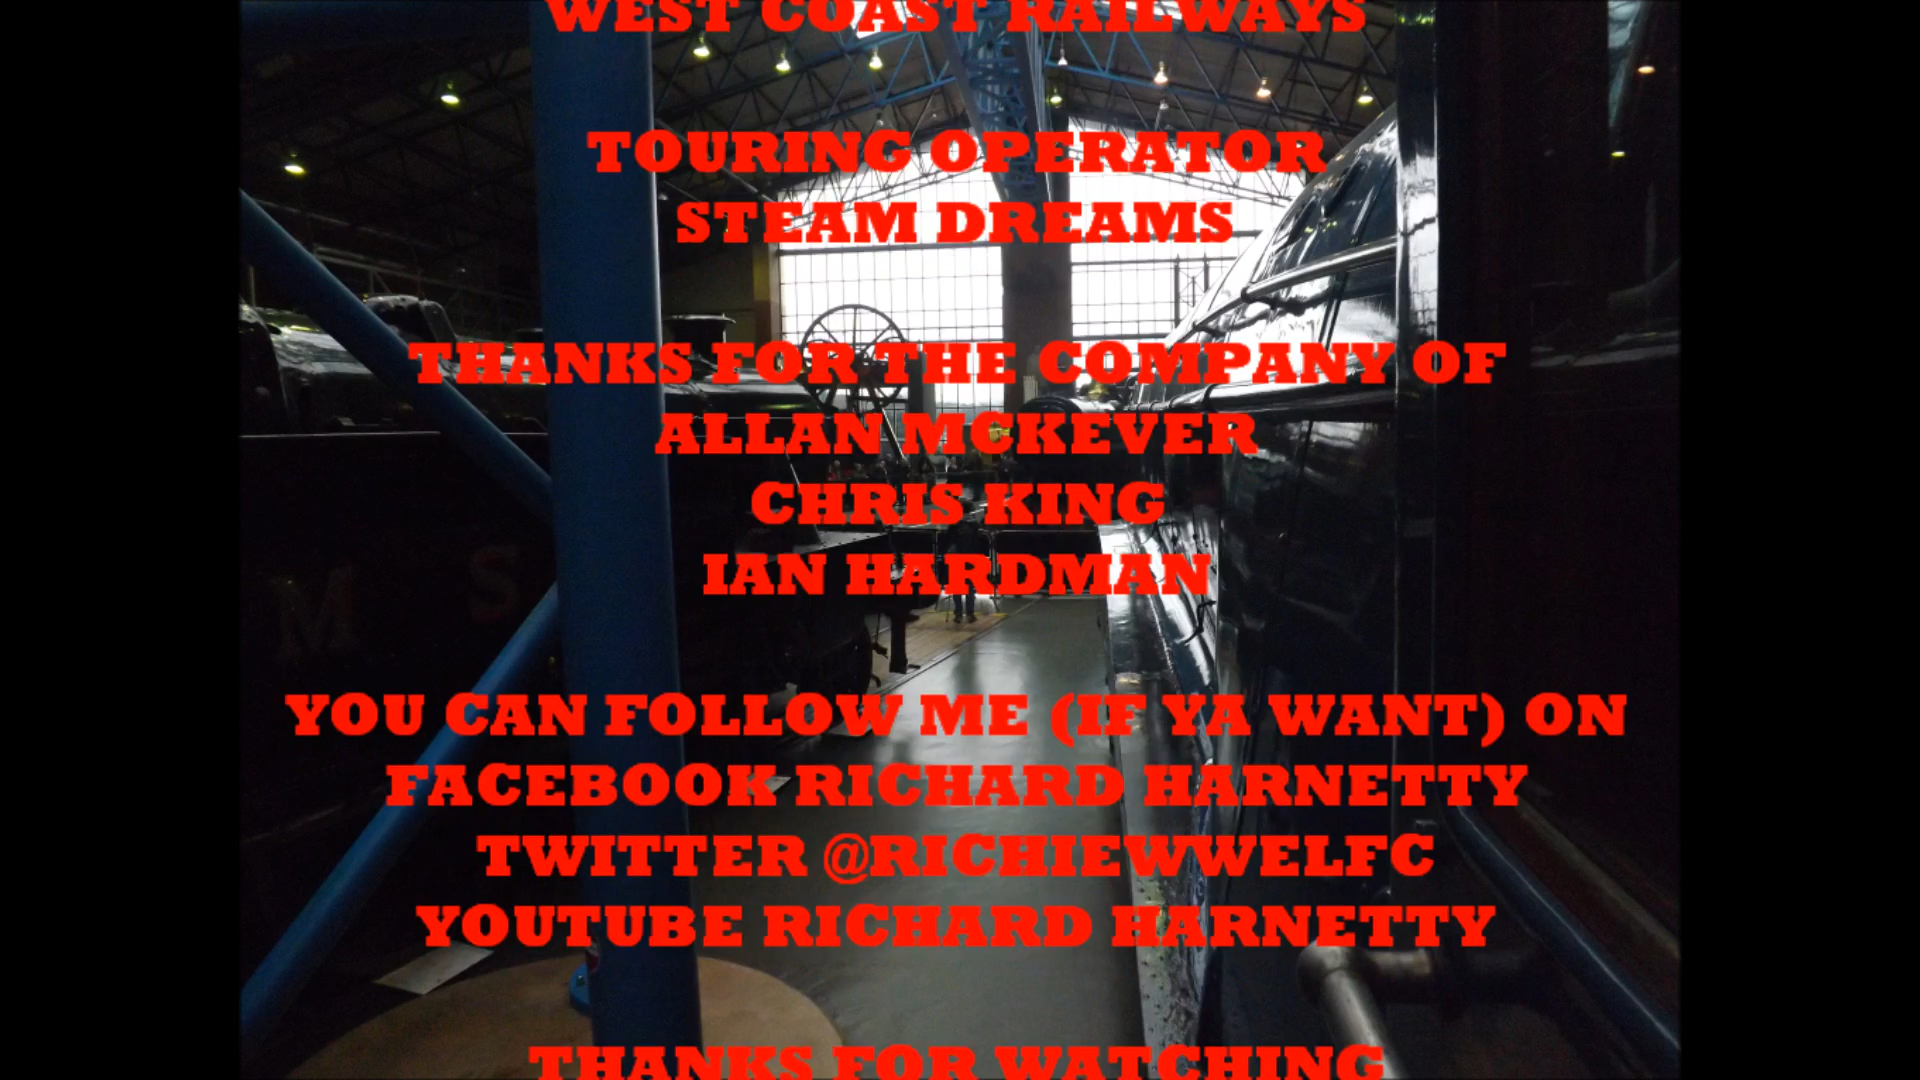 WEST COAST RAILWAYS
TOURING OPERATOR
STEAM DREAMS
THANKS FOR THE COMPANY OF
ALLAN MCKEVER
CHRIS KING
IAN HARDMAN
YOU CAN FOLLOW ME (IF YA WANT) ON
FACEBOOK RICHARD HARNETTY
TWITTER @RICHIEWWELFC
YOUTUBE RICHARD HARNETTY
THANKS FOR WATCHING
M S